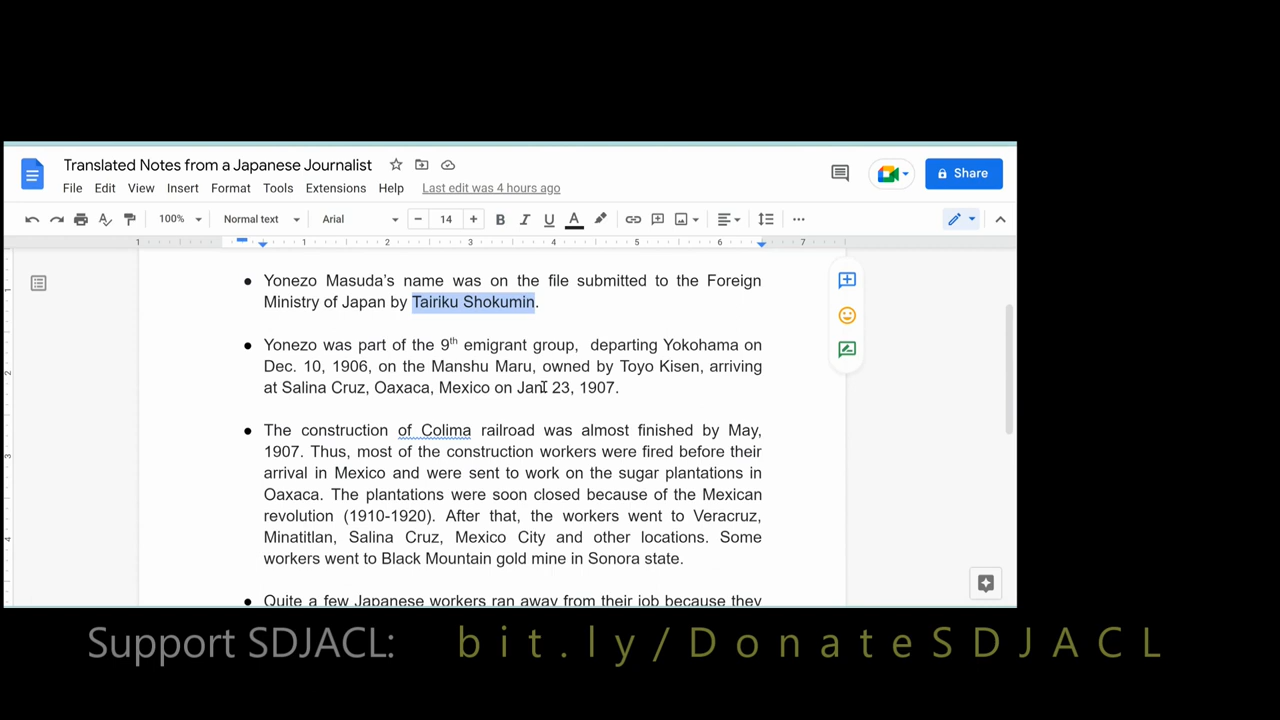 Translated Notes from a Japanese Journalist
File Edit View Insert Format Tools Extensions Help Last edit was 4 hours ago
Share
100% Normal text Arial − 14 + B I U A
1 1 2 3 4 5 6 7
● Yonezo Masuda’s name was on the file submitted to the Foreign
Ministry of Japan by Tairiku Shokumin.
● Yonezo was part of the 9th emigrant group, departing Yokohama on
Dec. 10, 1906, on the Manshu Maru, owned by Toyo Kisen, arriving
at Salina Cruz, Oaxaca, Mexico on Jan 23, 1907.
● The construction of Colima railroad was almost finished by May,
1907. Thus, most of the construction workers were fired before their
arrival in Mexico and were sent to work on the sugar plantations in
Oaxaca. The plantations were soon closed because of the Mexican
revolution (1910-1920). After that, the workers went to Veracruz,
Minatitlan, Salina Cruz, Mexico City and other locations. Some
workers went to Black Mountain gold mine in Sonora state.
● Quite a few Japanese workers ran away from their job because they
Support SDJACL: bit.ly/DonateSDJACL